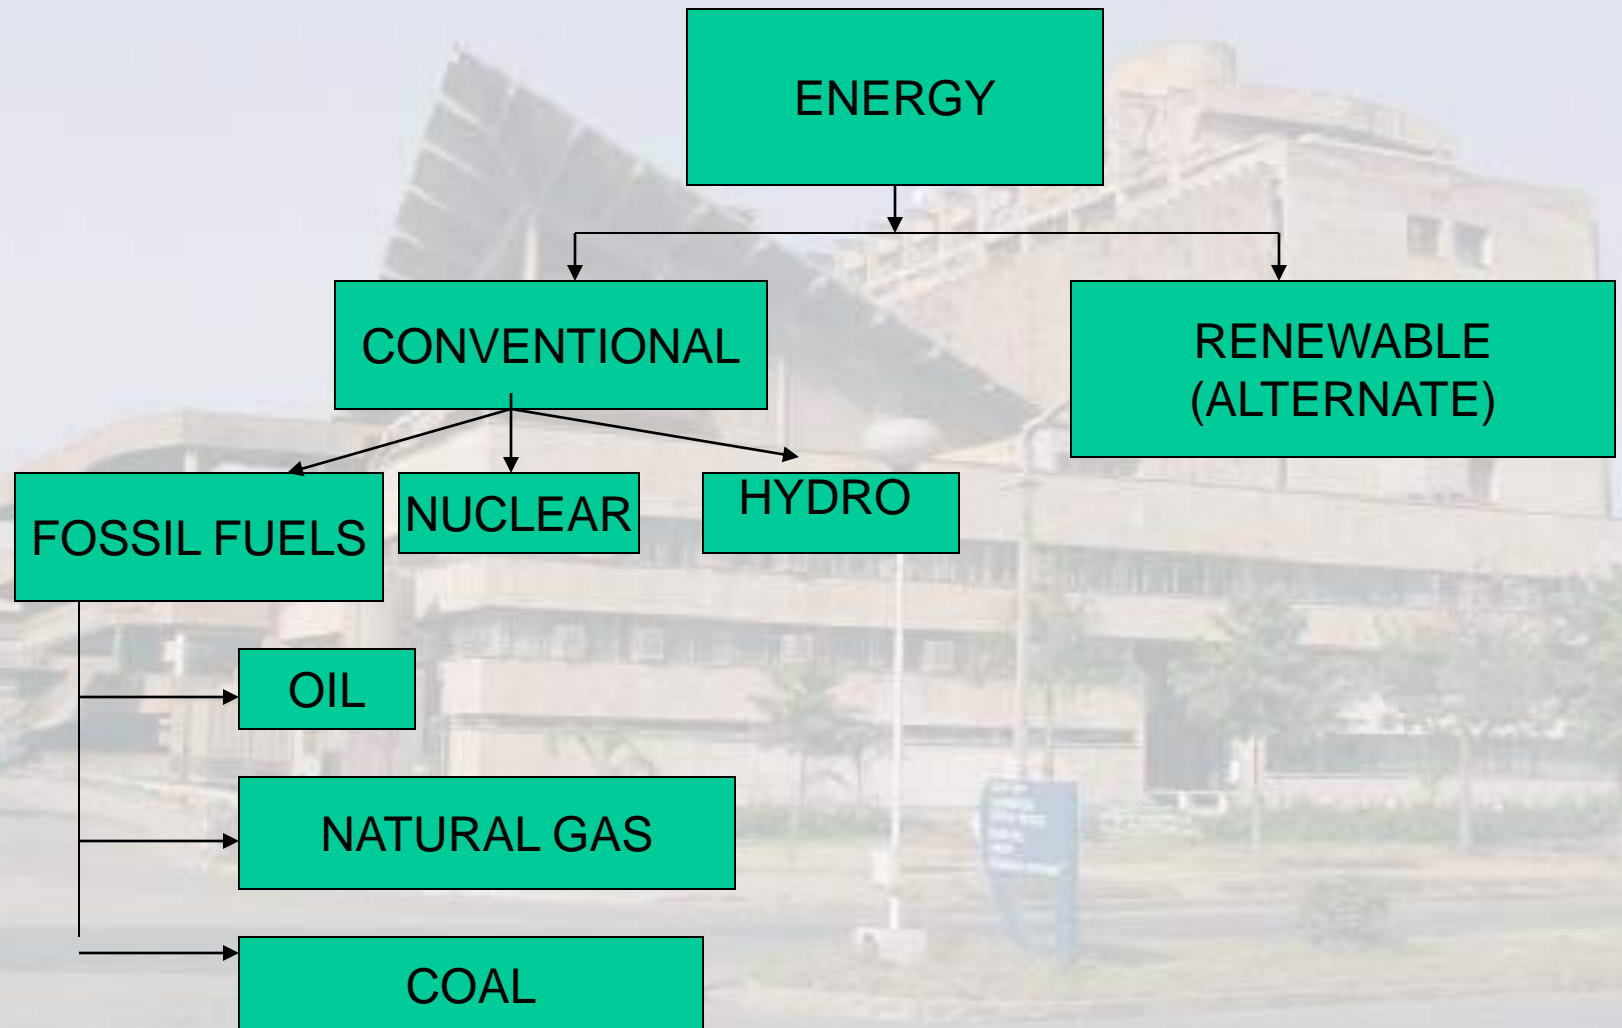 ENERGY
CONVENTIONAL
RENEWABLE
(ALTERNATE)
FOSSIL FUELS
NUCLEAR
HYDRO
OIL
NATURAL GAS
COAL